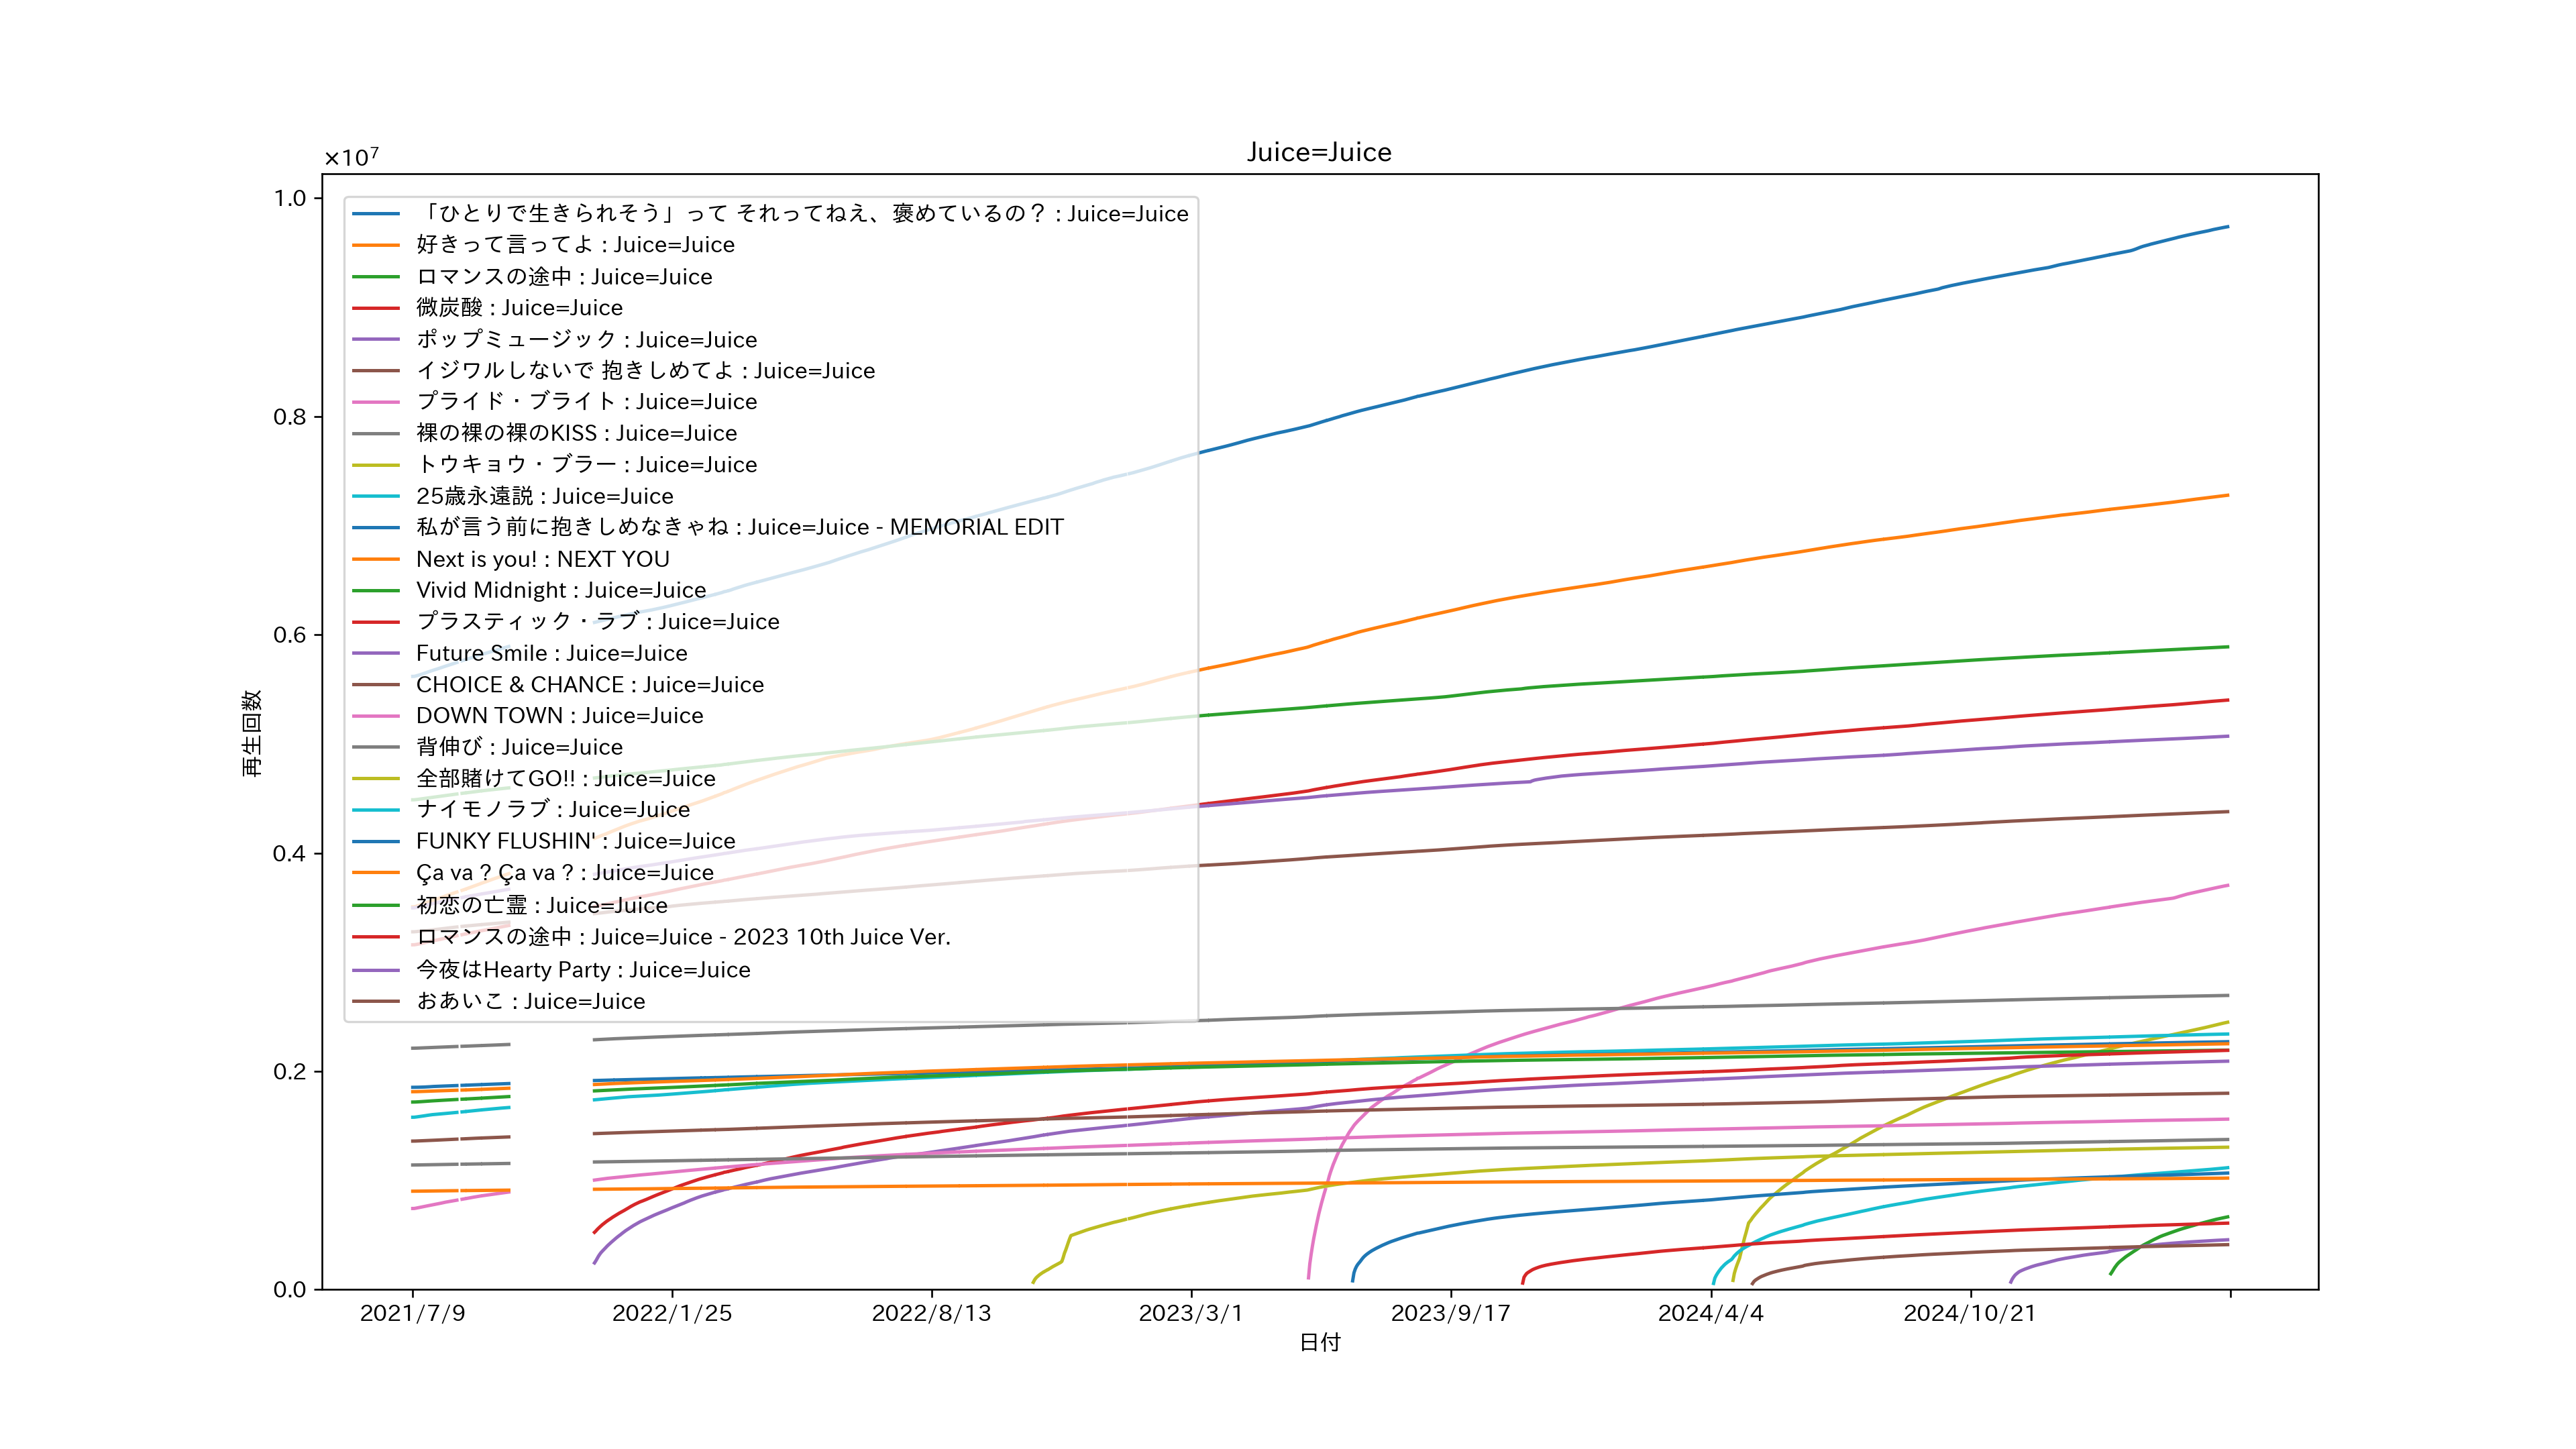 Juice=Juice
×10⁷
1.0
0.8
0.6
0.4
0.2
0.0
再生回数
「ひとりで生きられそう」って それってねえ、褒めているの？ : Juice=Juice
好きって言ってよ : Juice=Juice
ロマンスの途中 : Juice=Juice
微炭酸 : Juice=Juice
ポップミュージック : Juice=Juice
イジワルしないで 抱きしめてよ : Juice=Juice
プライド・ブライト : Juice=Juice
裸の裸の裸のKISS : Juice=Juice
トウキョウ・ブラー : Juice=Juice
25歳永遠説 : Juice=Juice
私が言う前に抱きしめなきゃね : Juice=Juice - MEMORIAL EDIT
Next is you! : NEXT YOU
Vivid Midnight : Juice=Juice
プラスティック・ラブ : Juice=Juice
Future Smile : Juice=Juice
CHOICE & CHANCE : Juice=Juice
DOWN TOWN : Juice=Juice
背伸び : Juice=Juice
全部賭けてGO!! : Juice=Juice
ナイモノラブ : Juice=Juice
FUNKY FLUSHIN' : Juice=Juice
Ça va ? Ça va ? : Juice=Juice
初恋の亡霊 : Juice=Juice
ロマンスの途中 : Juice=Juice - 2023 10th Juice Ver.
今夜はHearty Party : Juice=Juice
おあいこ : Juice=Juice
2021/7/9
2022/1/25
2022/8/13
2023/3/1
2023/9/17
2024/4/4
2024/10/21
日付